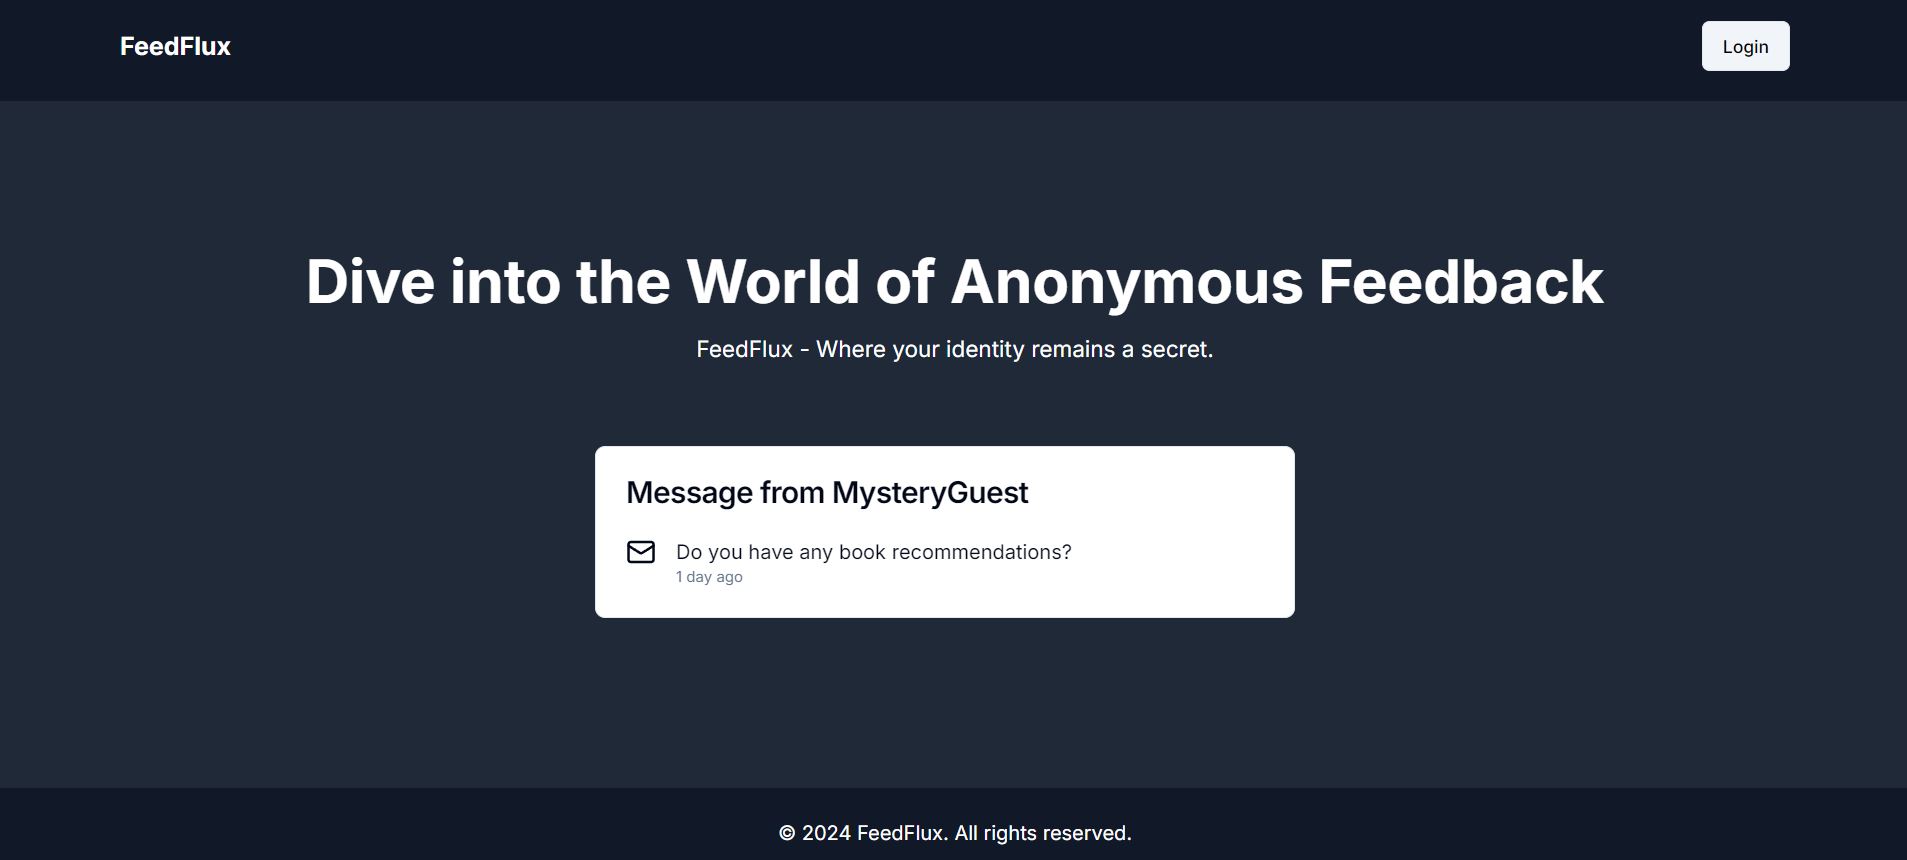 FeedFlux
Login
Dive into the World of Anonymous Feedback
FeedFlux - Where your identity remains a secret.
Message from MysteryGuest
Do you have any book recommendations?
1 day ago
© 2024 FeedFlux. All rights reserved.